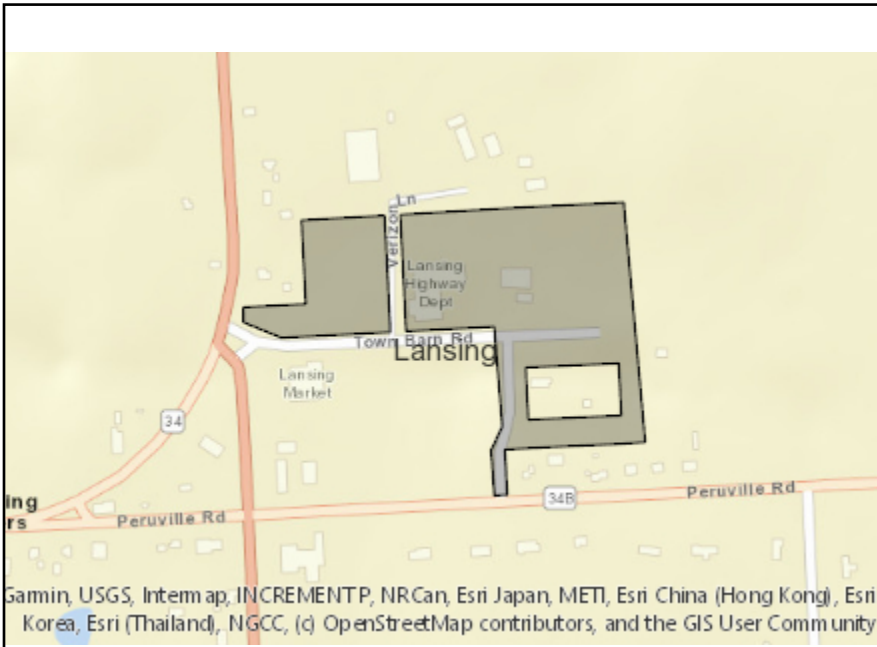 Verizon Ln
Lansing
Highway
Dept
Town Barn Rd
Lansing
Lansing
Market
34
34B
Peruville Rd
ing
rs
Peruville Rd
Garmin, USGS, Intermap, INCREMENT P, NRCan, Esri Japan, METI, Esri China (Hong Kong), Esri
Korea, Esri (Thailand), NGCC, (c) OpenStreetMap contributors, and the GIS User Community